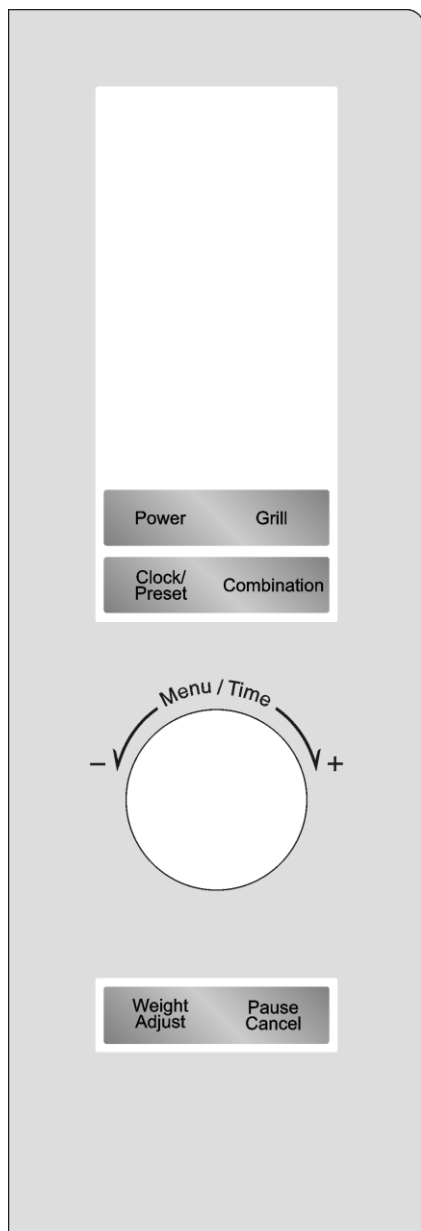 Power Grill
Clock/
Preset
Combination
Menu / Time
– +
Weight
Adjust
Pause
Cancel